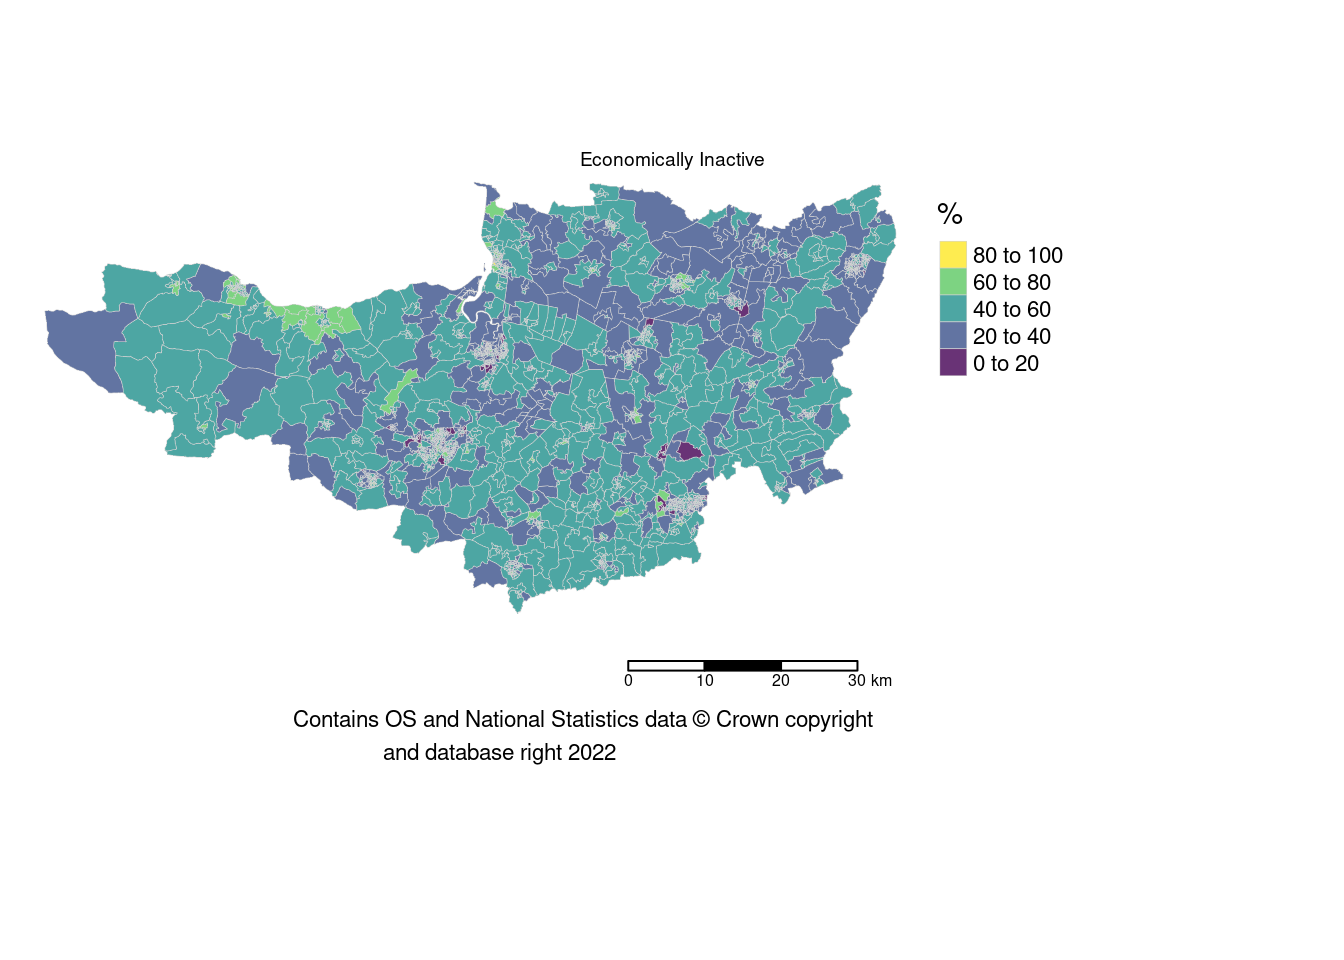 Economically Inactive
%
80 to 100
60 to 80
40 to 60
20 to 40
0 to 20
0 10 20 30 km
Contains OS and National Statistics data © Crown copyright
and database right 2022